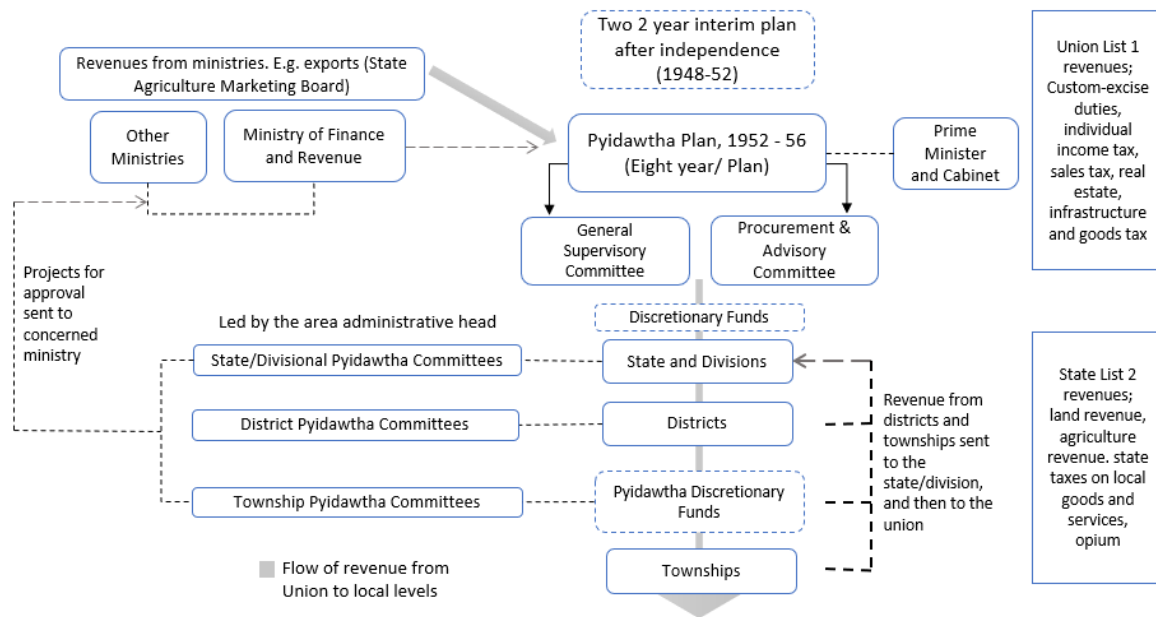 Two 2 year interim plan
after independence
(1948-52)
Revenues from ministries. E.g. exports (State
Agriculture Marketing Board)
Other
Ministries
Ministry of Finance
and Revenue
Pyidawtha Plan, 1952 - 56
(Eight year/ Plan)
Prime
Minister
and Cabinet
Union List 1
revenues;
Custom-excise
duties,
individual
income tax,
sales tax, real
estate,
infrastructure
and goods tax
General
Supervisory
Committee
Procurement &
Advisory
Committee
Projects for
approval
sent to
concerned
ministry
Discretionary Funds
Led by the area administrative head
State/Divisional Pyidawtha Committees
State and Divisions
District Pyidawtha Committees
Districts
Township Pyidawtha Committees
Pyidawtha Discretionary
Funds
Townships
Revenue from
districts and
townships sent
to the
state/division,
and then to the
union
State List 2
revenues;
land revenue,
agriculture
revenue. state
taxes on local
goods and
services,
opium
Flow of revenue from
Union to local levels